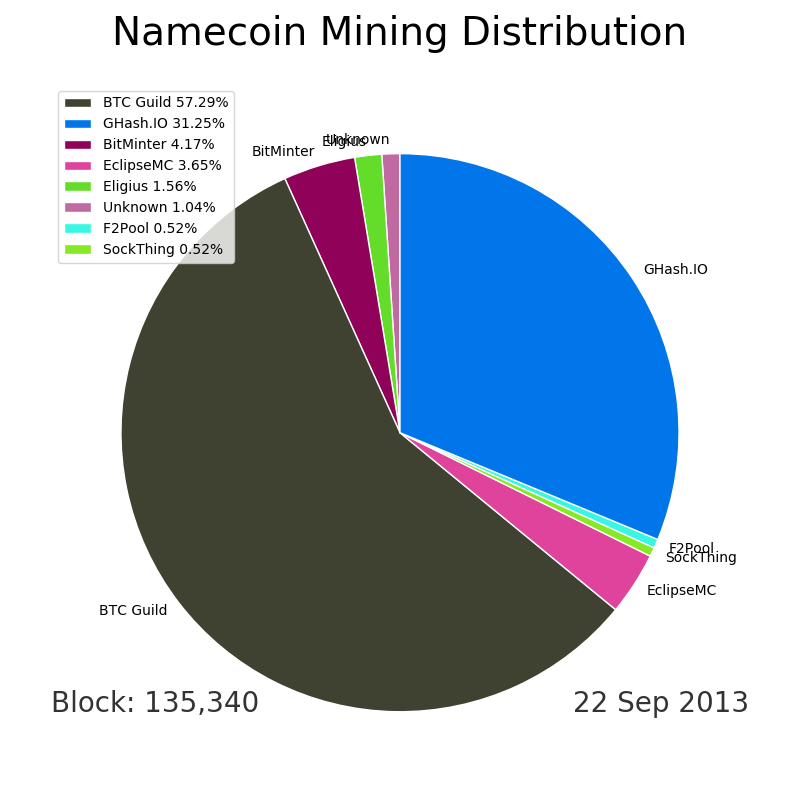 Namecoin Mining Distribution
BTC Guild 57.29%
GHash.IO 31.25%
BitMinter 4.17%
EclipseMC 3.65%
Eligius 1.56%
Unknown 1.04%
F2Pool 0.52%
SockThing 0.52%
Unknown
Eligius
BitMinter
GHash.IO
F2Pool
SockThing
EclipseMC
BTC Guild
Block: 135,340
22 Sep 2013